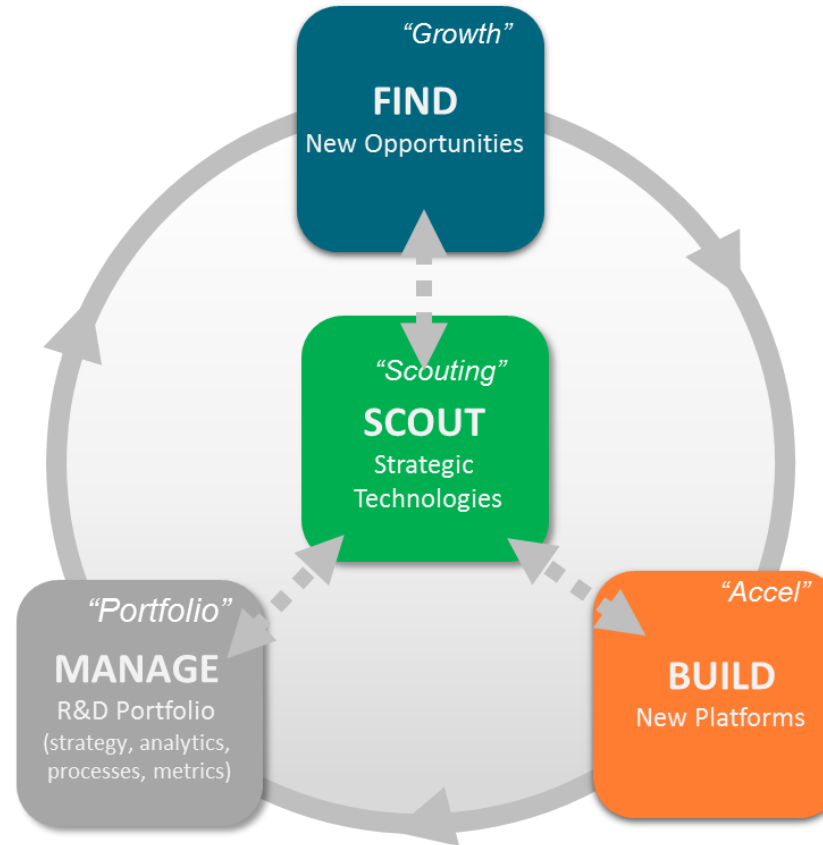 “Growth”
FIND
New Opportunities
“Scouting”
SCOUT
Strategic
Technologies
“Portfolio”
MANAGE
R&D Portfolio
(strategy, analytics,
processes, metrics)
“Accel”
BUILD
New Platforms